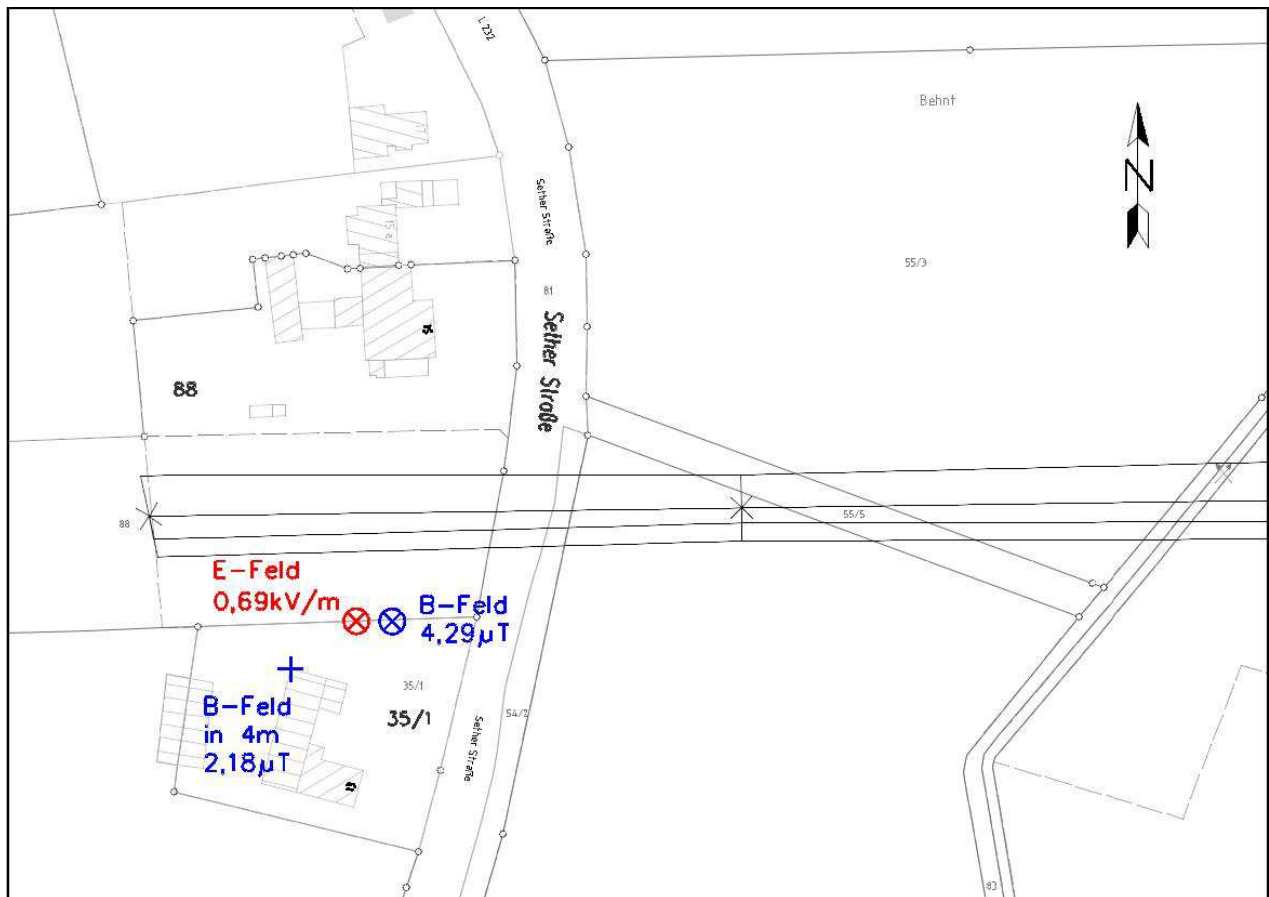 L 232
Behnt
Sether Straße
55/3
81
Sether Straße
88
88
55/5
E-Feld
0,69kV/m
B-Feld
4,29µT
35/1
B-Feld
in 4m
2,18µT
35/1
54/2
Sether Straße
83
N